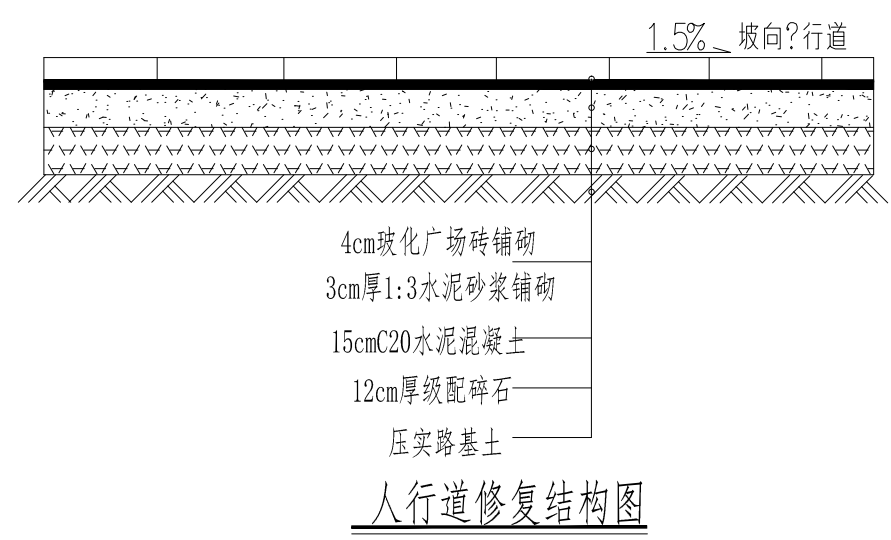 1.5% 坡向?行道
4cm玻化广场砖铺砌
3cm厚1:3水泥砂浆铺砌
15cmC20水泥混凝土
12cm厚级配碎石
压实路基土
人行道修复结构图